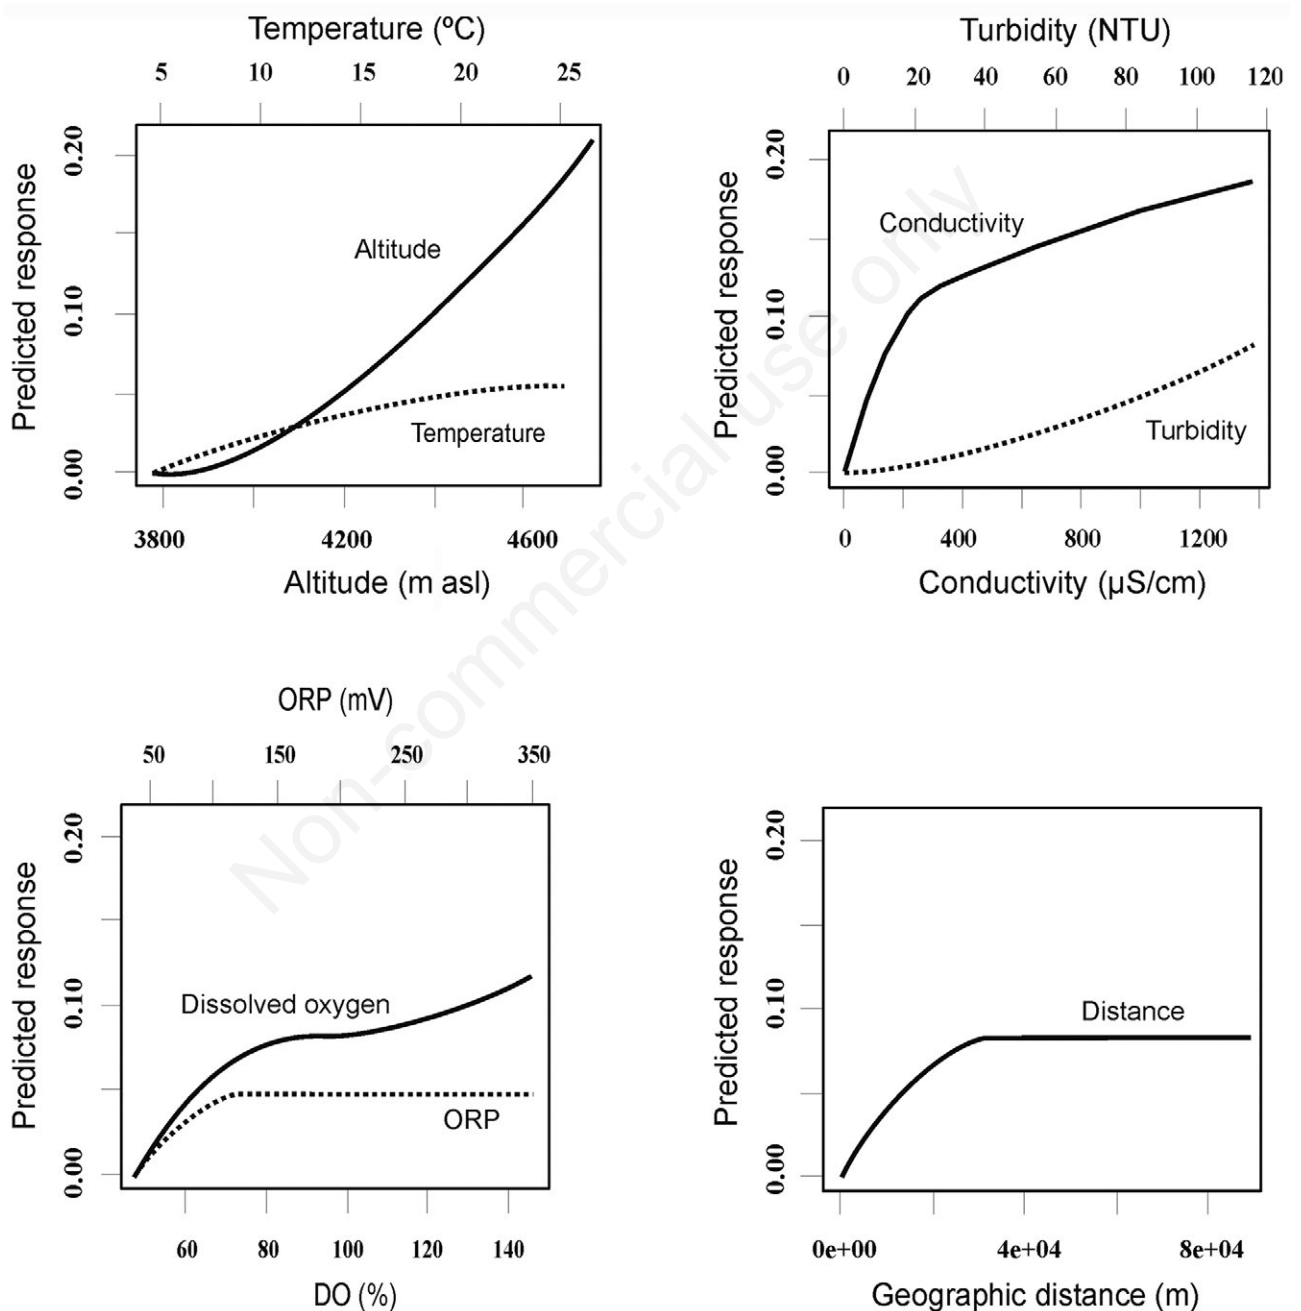 Temperature (ºC)
5 10 15 20 25
Predicted response
0.20
0.10
0.00
Altitude
Temperature
3800 4200 4600
Altitude (m asl)
Turbidity (NTU)
0 20 40 60 80 100 120
Predicted response
0.20
0.10
0.00
Conductivity
Turbidity
0 400 800 1200
Conductivity (µS/cm)
Non-commercial use only
ORP (mV)
50 150 250 350
Predicted response
0.20
0.10
0.00
Dissolved oxygen
ORP
60 80 100 120 140
DO (%)
Predicted response
0.20
0.10
0.00
Distance
0e+00 4e+04 8e+04
Geographic distance (m)